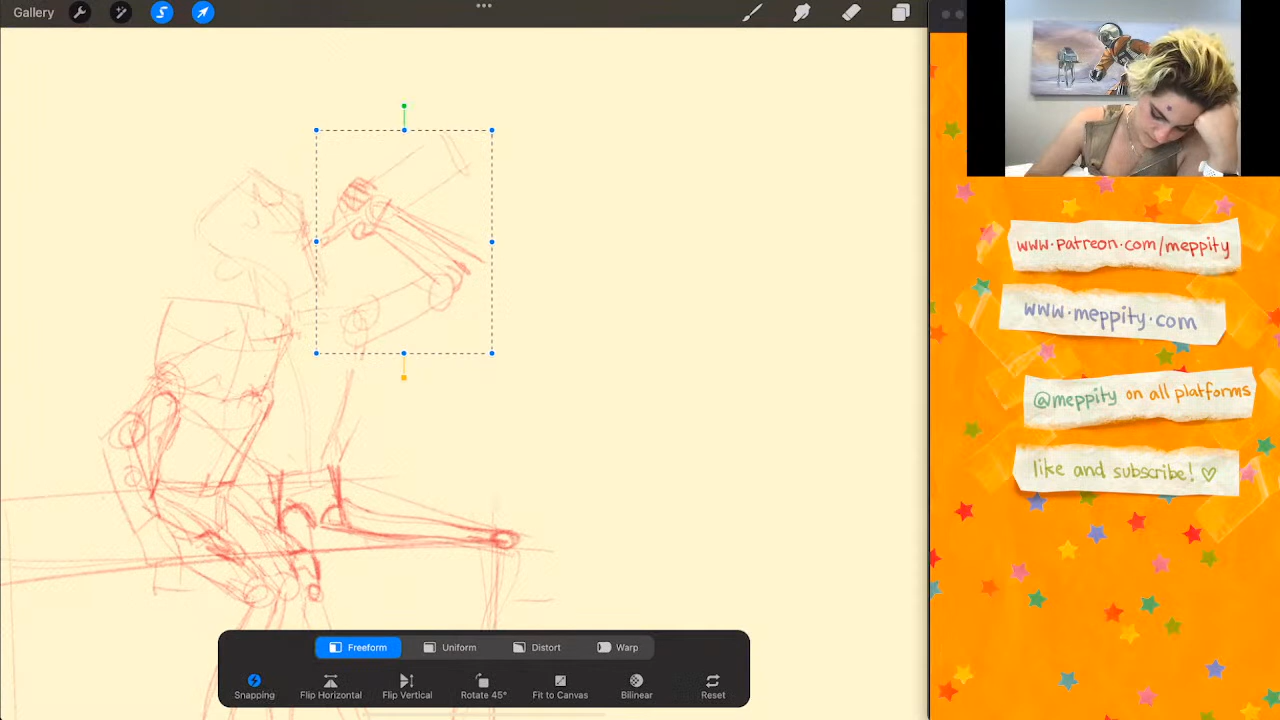 Gallery
www.patreon.com/meppity
www.meppity.com
@meppity on all platforms
like and subscribe! ♡
Freeform Uniform Distort Warp
Snapping Flip Horizontal Flip Vertical Rotate 45° Fit to Canvas Bilinear Reset